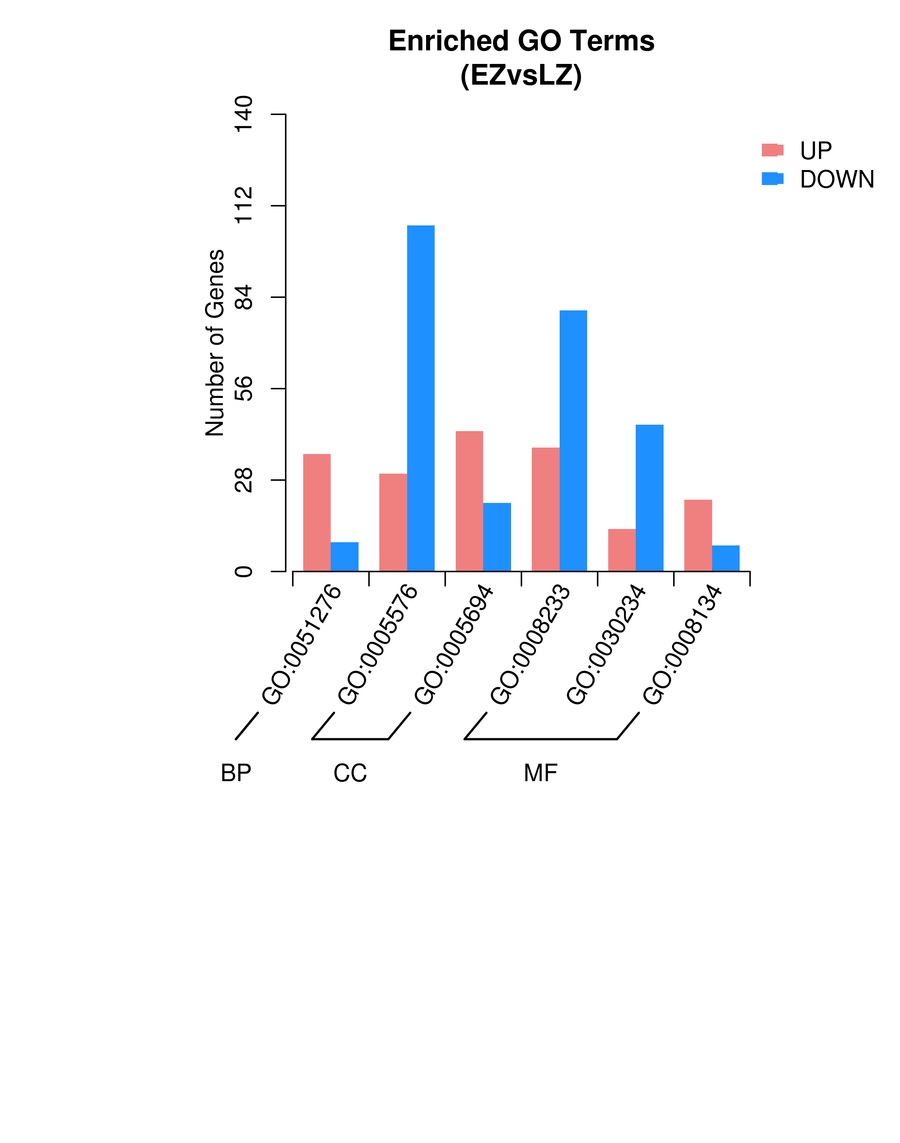 Enriched GO Terms
(EZvsLZ)
UP
DOWN
Number of Genes
140
112
84
56
28
0
GO:0051276
GO:0005576
GO:0005694
GO:0008233
GO:0030234
GO:0008134
BP
CC
MF